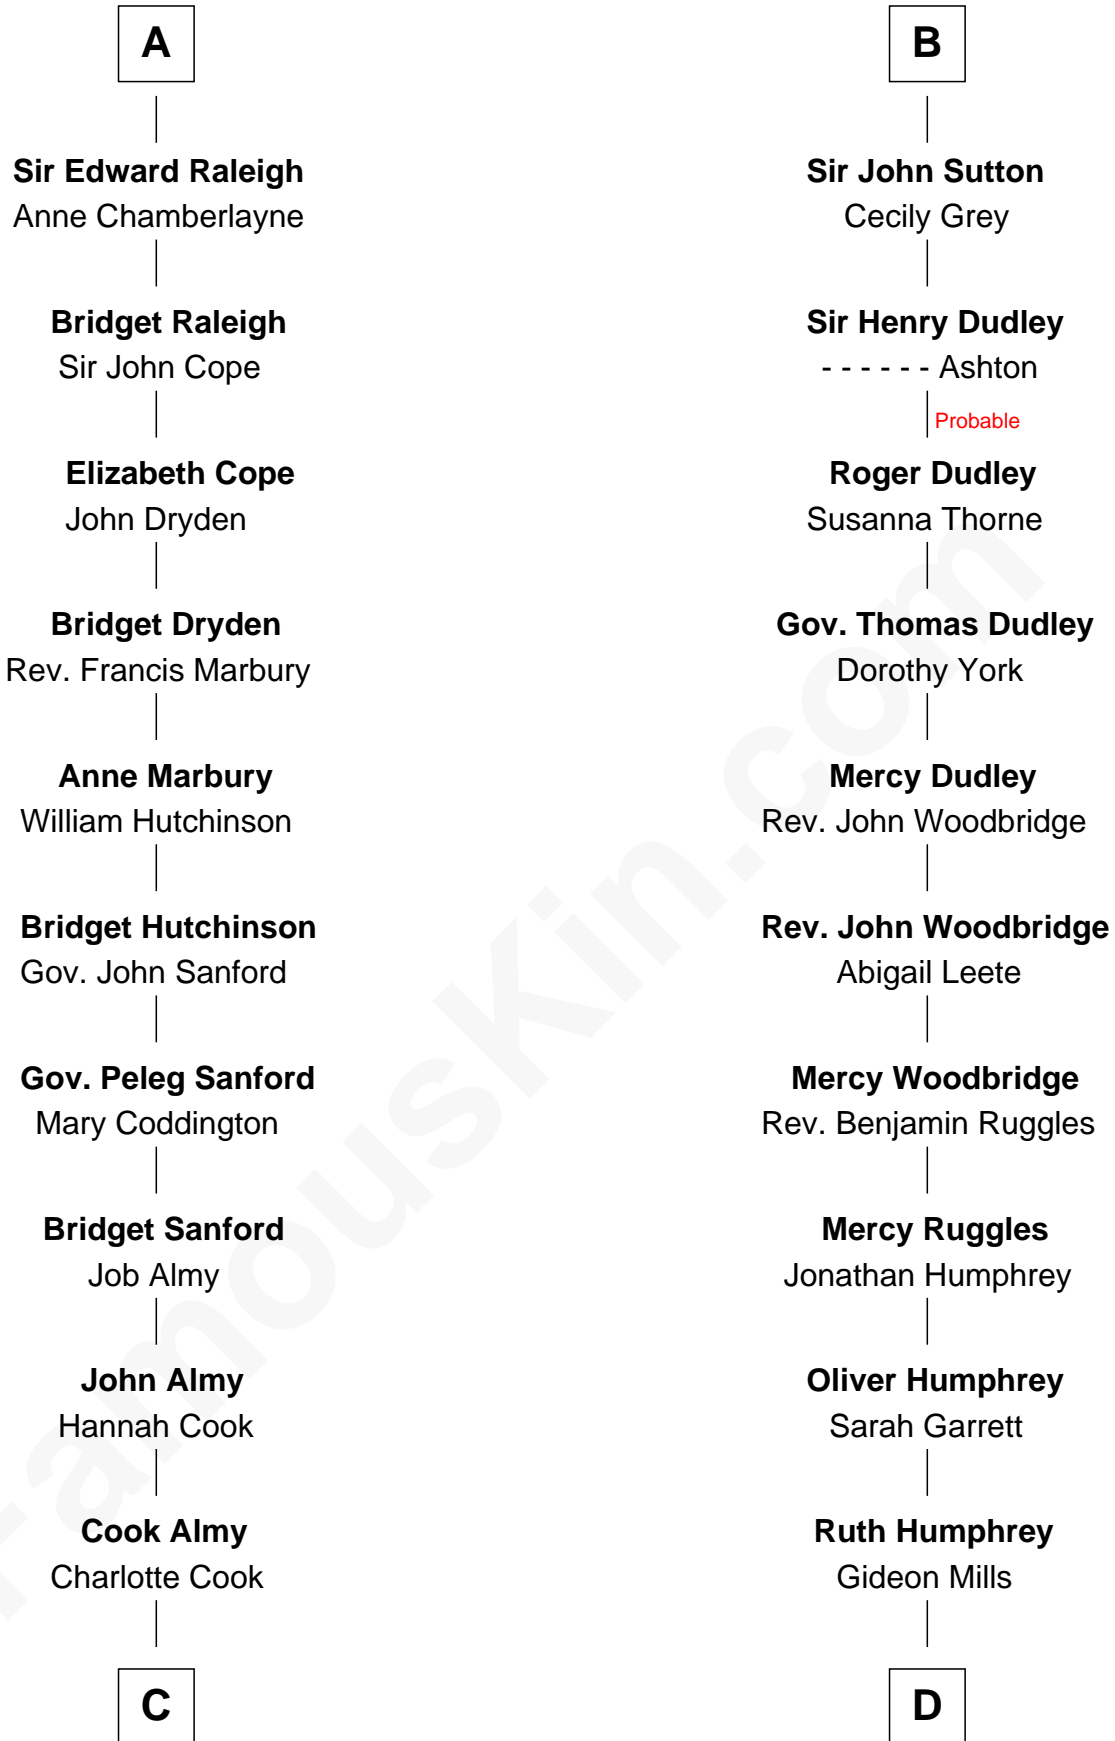 A
Sir Edward Raleigh
Anne Chamberlayne
Bridget Raleigh
Sir John Cope
Elizabeth Cope
John Dryden
Bridget Dryden
Rev. Francis Marbury
Anne Marbury
William Hutchinson
Bridget Hutchinson
Gov. John Sanford
Gov. Peleg Sanford
Mary Coddington
Bridget Sanford
Job Almy
John Almy
Hannah Cook
Cook Almy
Charlotte Cook
C
B
Sir John Sutton
Cecily Grey
Sir Henry Dudley
- - - - - - Ashton
Probable
Roger Dudley
Susanna Thorne
Gov. Thomas Dudley
Dorothy York
Mercy Dudley
Rev. John Woodbridge
Rev. John Woodbridge
Abigail Leete
Mercy Woodbridge
Rev. Benjamin Ruggles
Mercy Ruggles
Jonathan Humphrey
Oliver Humphrey
Sarah Garrett
Ruth Humphrey
Gideon Mills
D
FamousKin.com